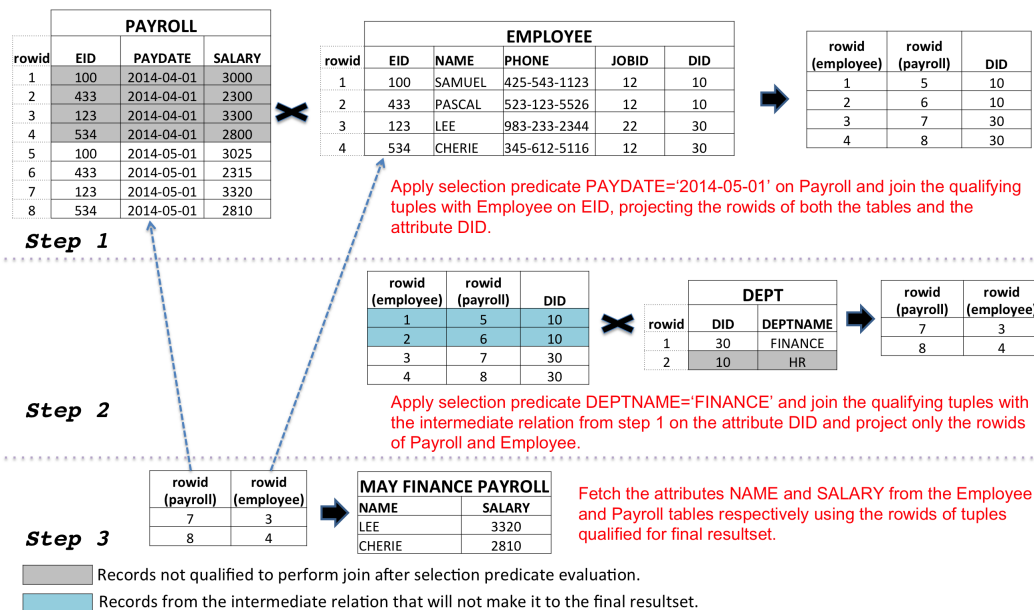 PAYROLL
rowid EID PAYDATE SALARY
1 100 2014-04-01 3000
2 433 2014-04-01 2300
3 123 2014-04-01 3300
4 534 2014-04-01 2800
5 100 2014-05-01 3025
6 433 2014-05-01 2315
7 123 2014-05-01 3320
8 534 2014-05-01 2810
EMPLOYEE
rowid EID NAME PHONE JOBID DID
1 100 SAMUEL 425-543-1123 12 10
2 433 PASCAL 523-123-5526 12 10
3 123 LEE 983-233-2344 22 30
4 534 CHERIE 345-612-5116 12 30
rowid rowid
(employee) (payroll) DID
1 5 10
2 6 10
3 7 30
4 8 30
Apply selection predicate PAYDATE=‘2014-05-01’ on Payroll and join the qualifying
tuples with Employee on EID, projecting the rowids of both the tables and the
attribute DID.
Step 1
rowid rowid
(employee) (payroll) DID
1 5 10
2 6 10
3 7 30
4 8 30
DEPT
rowid DID DEPTNAME
1 30 FINANCE
2 10 HR
rowid rowid
(payroll) (employee)
7 3
8 4
Apply selection predicate DEPTNAME=‘FINANCE’ and join the qualifying tuples with
the intermediate relation from step 1 on the attribute DID and project only the rowids
of Payroll and Employee.
Step 2
rowid rowid
(payroll) (employee)
7 3
8 4
MAY FINANCE PAYROLL
NAME SALARY
LEE 3320
CHERIE 2810
Fetch the attributes NAME and SALARY from the Employee
and Payroll tables respectively using the rowids of tuples
qualified for final resultset.
Step 3
Records not qualified to perform join after selection predicate evaluation.
Records from the intermediate relation that will not make it to the final resultset.